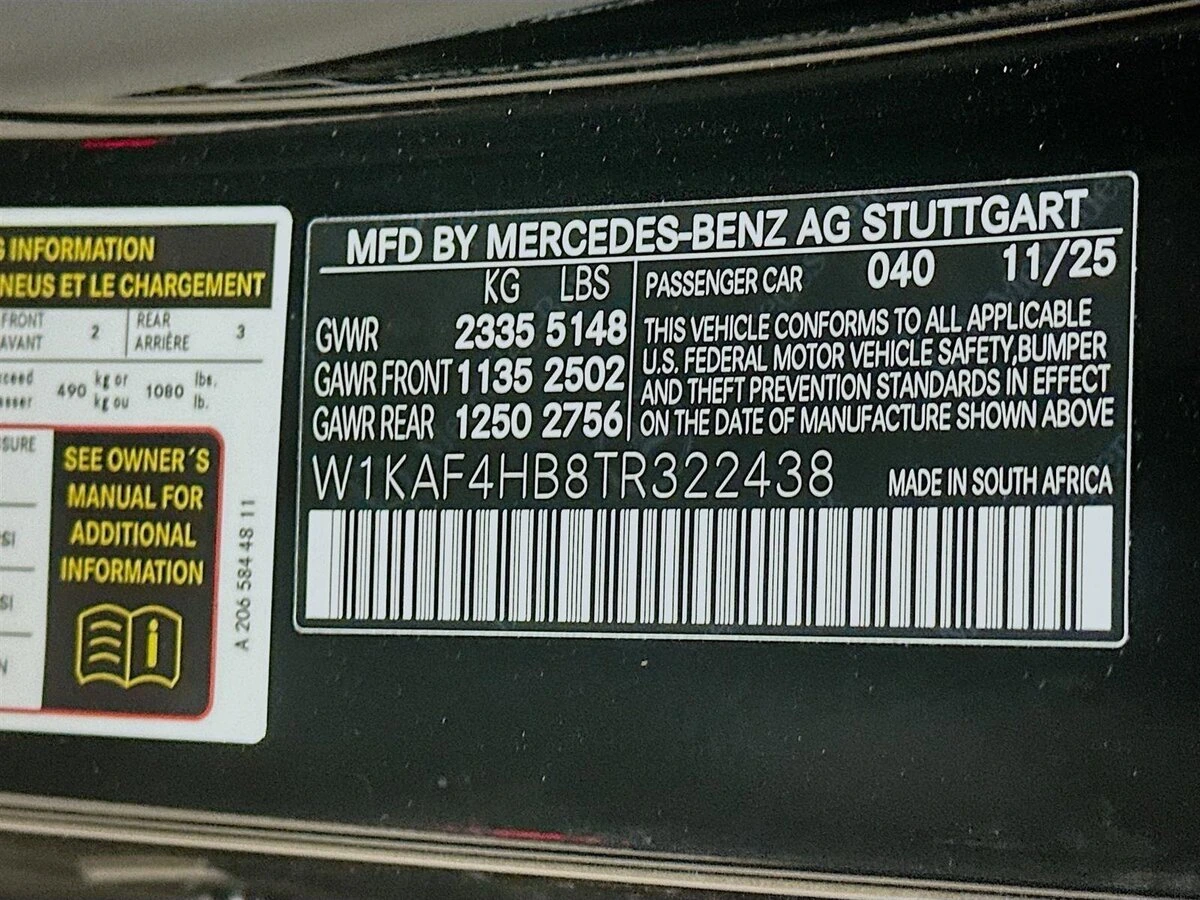 G INFORMATION
NEUS ET LE CHARGEMENT
FRONT
AVANT
2
REAR
ARRIÈRE
3
490
kg or
kg ou
1080
lbs.
lb.
SEE OWNER´S
MANUAL FOR
ADDITIONAL
INFORMATION
A 206 584 48 11
MFD BY MERCEDES-BENZ AG STUTTGART
KG LBS
GVWR 2335 5148
GAWR FRONT 1135 2502
GAWR REAR 1250 2756
PASSENGER CAR 040 11/25
THIS VEHICLE CONFORMS TO ALL APPLICABLE
U.S. FEDERAL MOTOR VEHICLE SAFETY,BUMPER
AND THEFT PREVENTION STANDARDS IN EFFECT
ON THE DATE OF MANUFACTURE SHOWN ABOVE
W1KAF4HB8TR322438
MADE IN SOUTH AFRICA